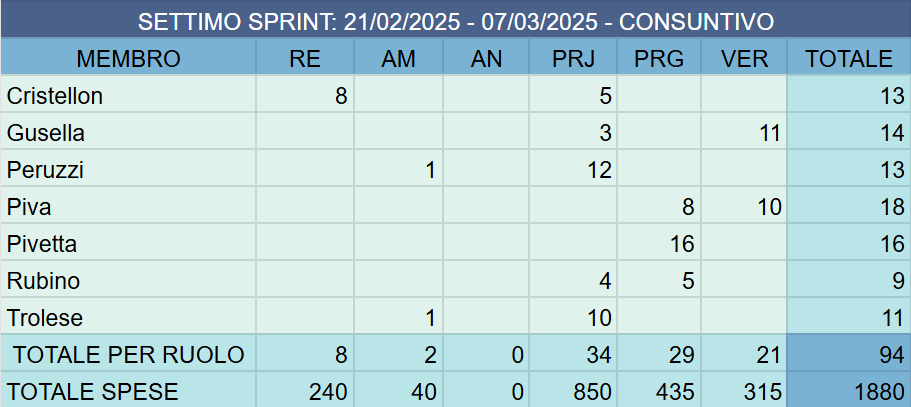 SETTIMO SPRINT: 21/02/2025 - 07/03/2025 - CONSUNTIVO
MEMBRO RE AM AN PRJ PRG VER TOTALE
Cristellon 8 5 13
Gusella 3 11 14
Peruzzi 1 12 13
Piva 8 10 18
Pivetta 16 16
Rubino 4 5 9
Trolese 1 10 11
TOTALE PER RUOLO 8 2 0 34 29 21 94
TOTALE SPESE 240 40 0 850 435 315 1880